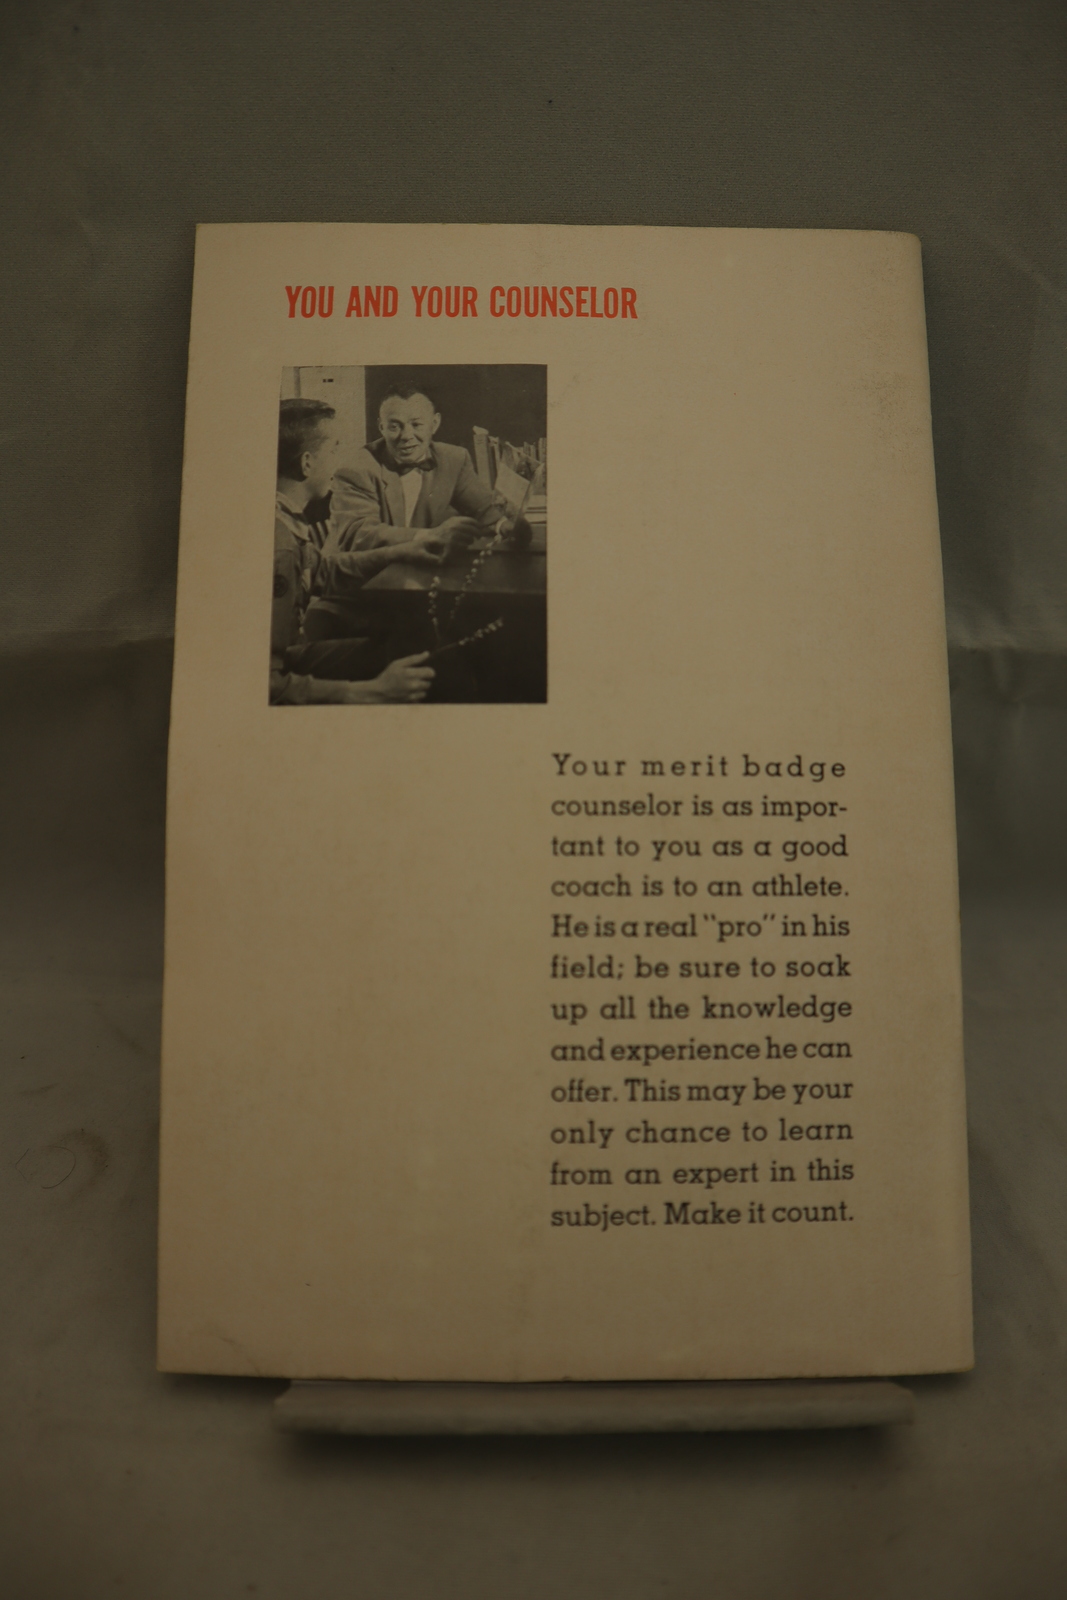 YOU AND YOUR COUNSELOR
Your merit badge
counselor is as impor-
tant to you as a good
coach is to an athlete.
He is a real "pro" in his
field; be sure to soak
up all the knowledge
and experience he can
offer. This may be your
only chance to learn
from an expert in this
subject. Make it count.